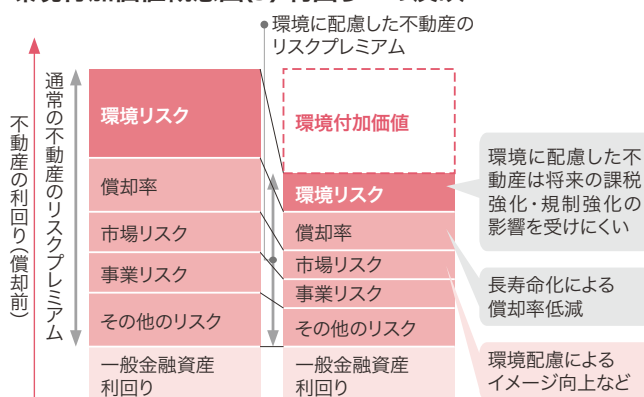 環境に配慮した不動産の
リスクプレミアム
不動産の利回り(償却前)
通常の不動産のリスクプレミアム
環境リスク
償却率
市場リスク
事業リスク
その他のリスク
一般金融資産
利回り
環境付加価値
環境リスク
償却率
市場リスク
事業リスク
その他のリスク
一般金融資産
利回り
環境に配慮した不
動産は将来の課税
強化・規制強化の
影響を受けにくい
長寿命化による
償却率低減
環境配慮による
イメージ向上など